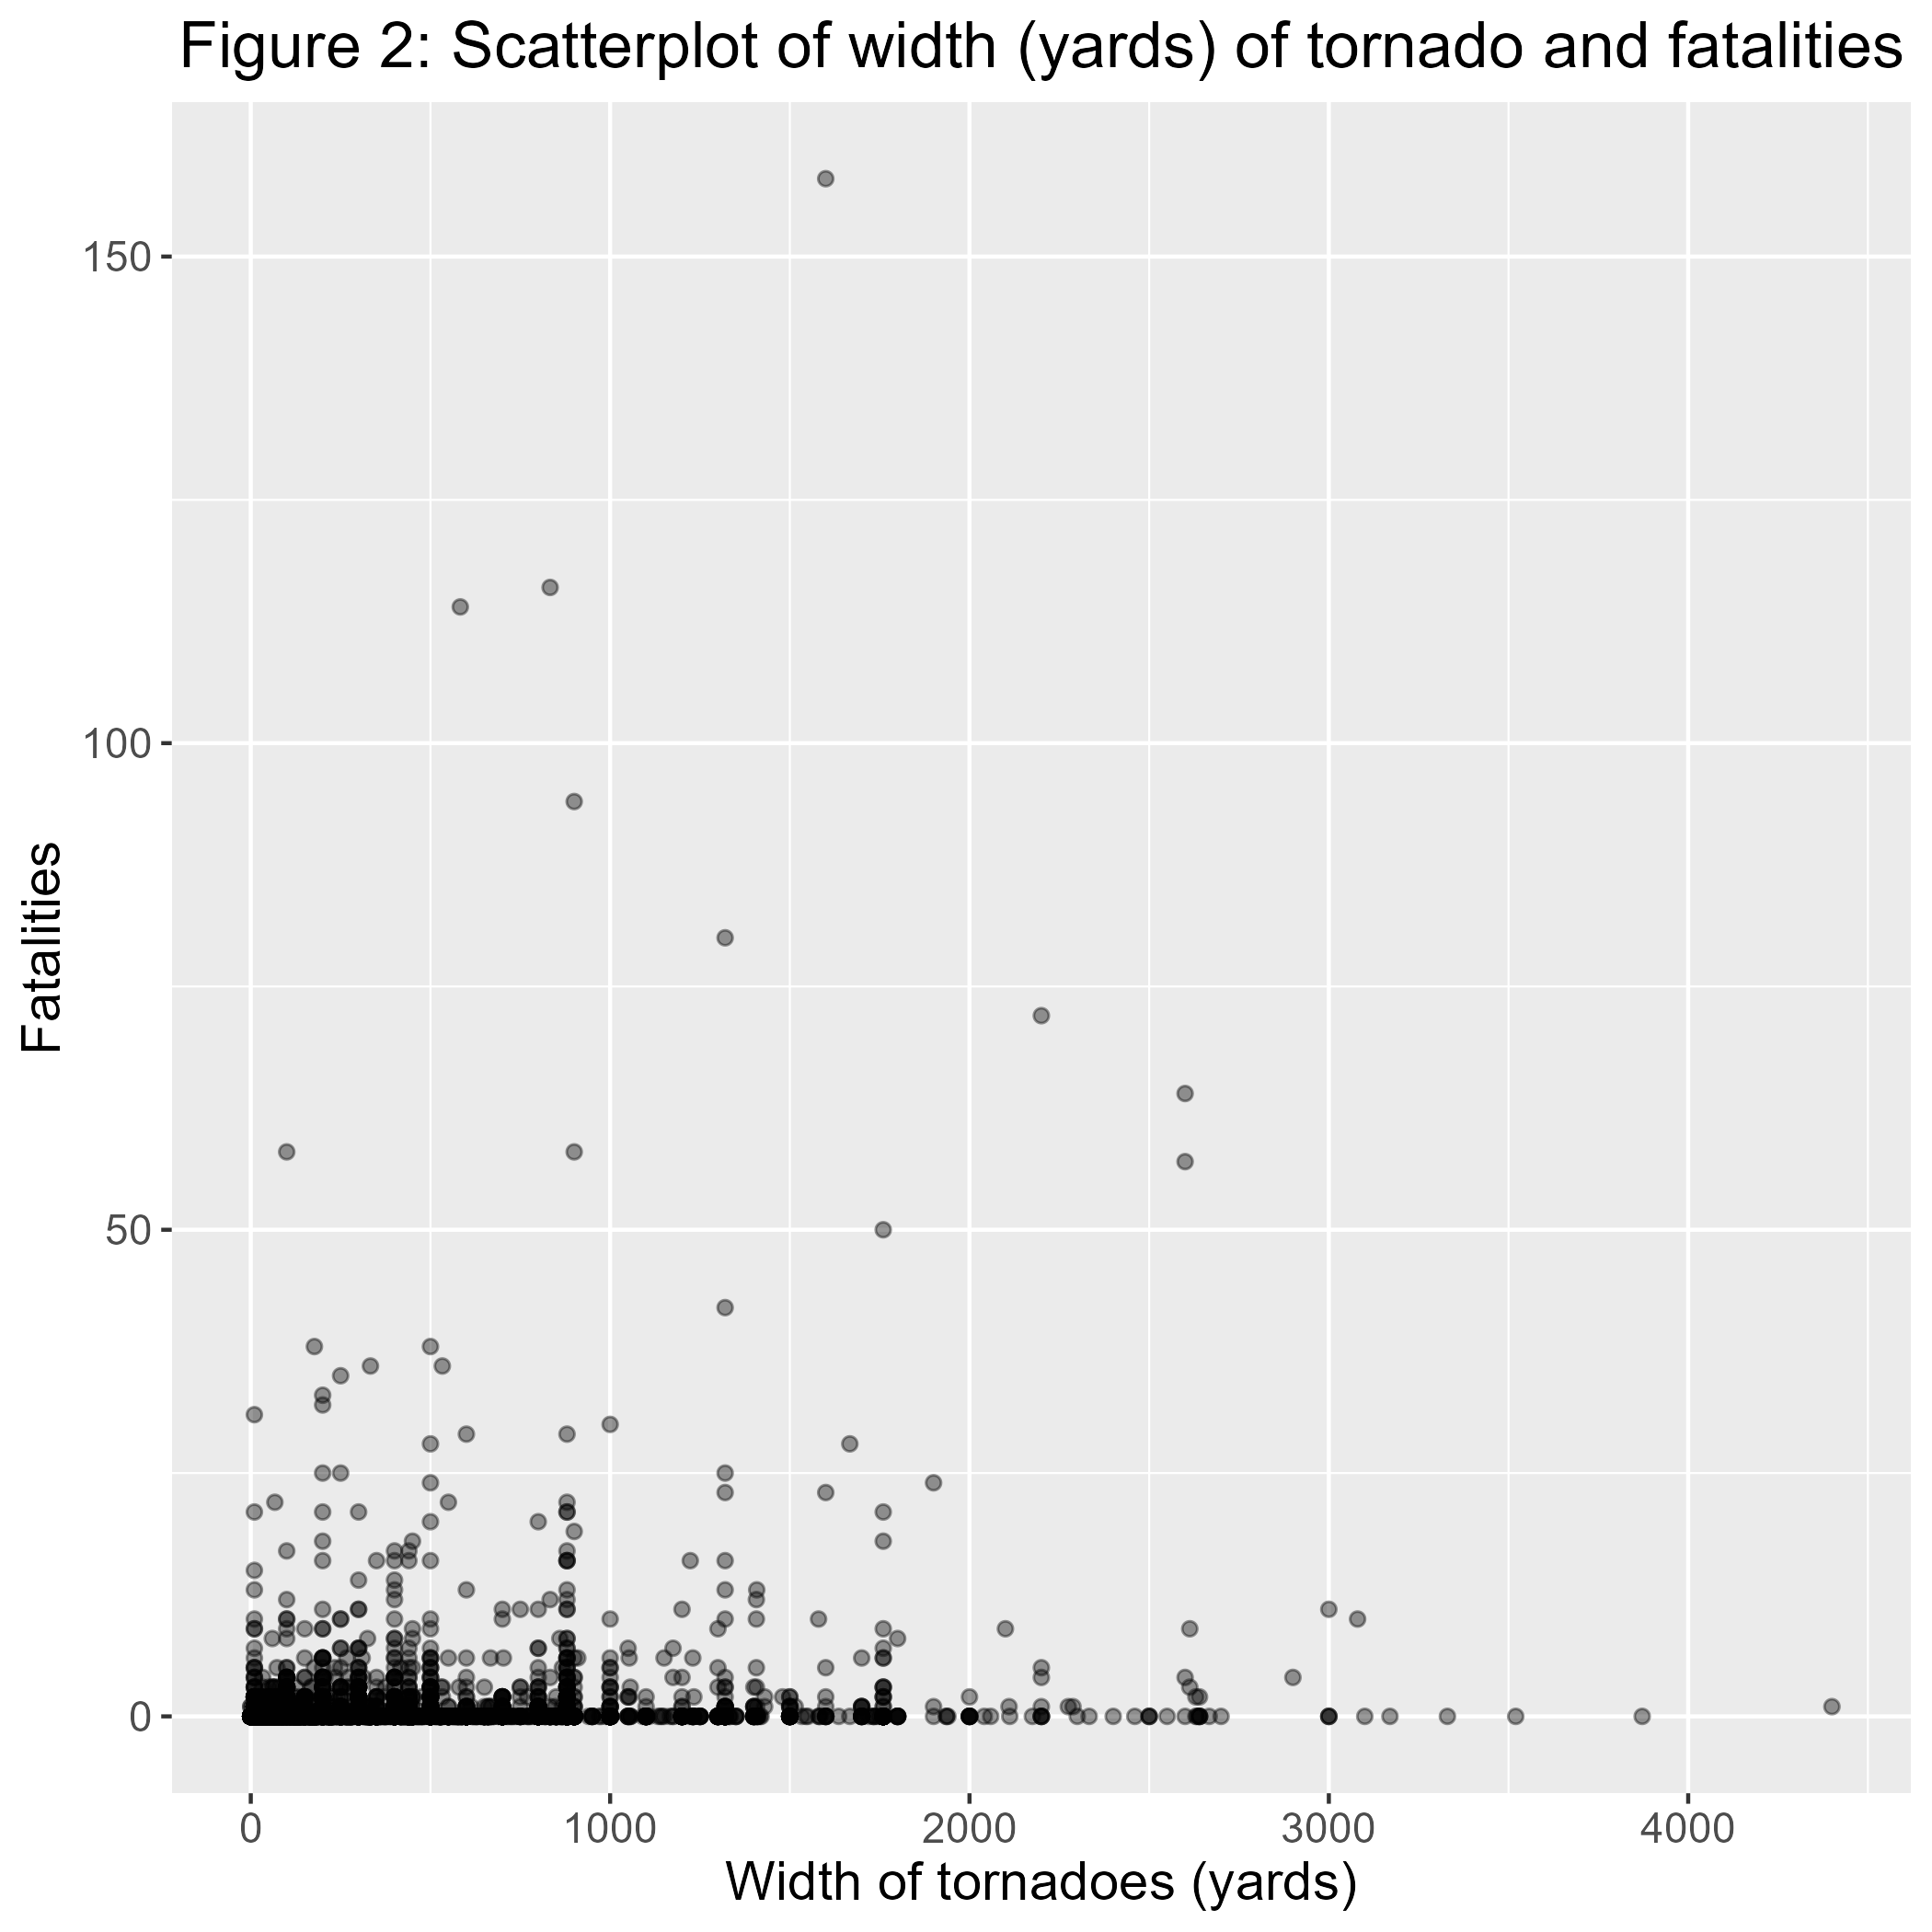 Figure 2: Scatterplot of width (yards) of tornado and fatalities
150
100
50
0
Fatalities
0 1000 2000 3000 4000
Width of tornadoes (yards)